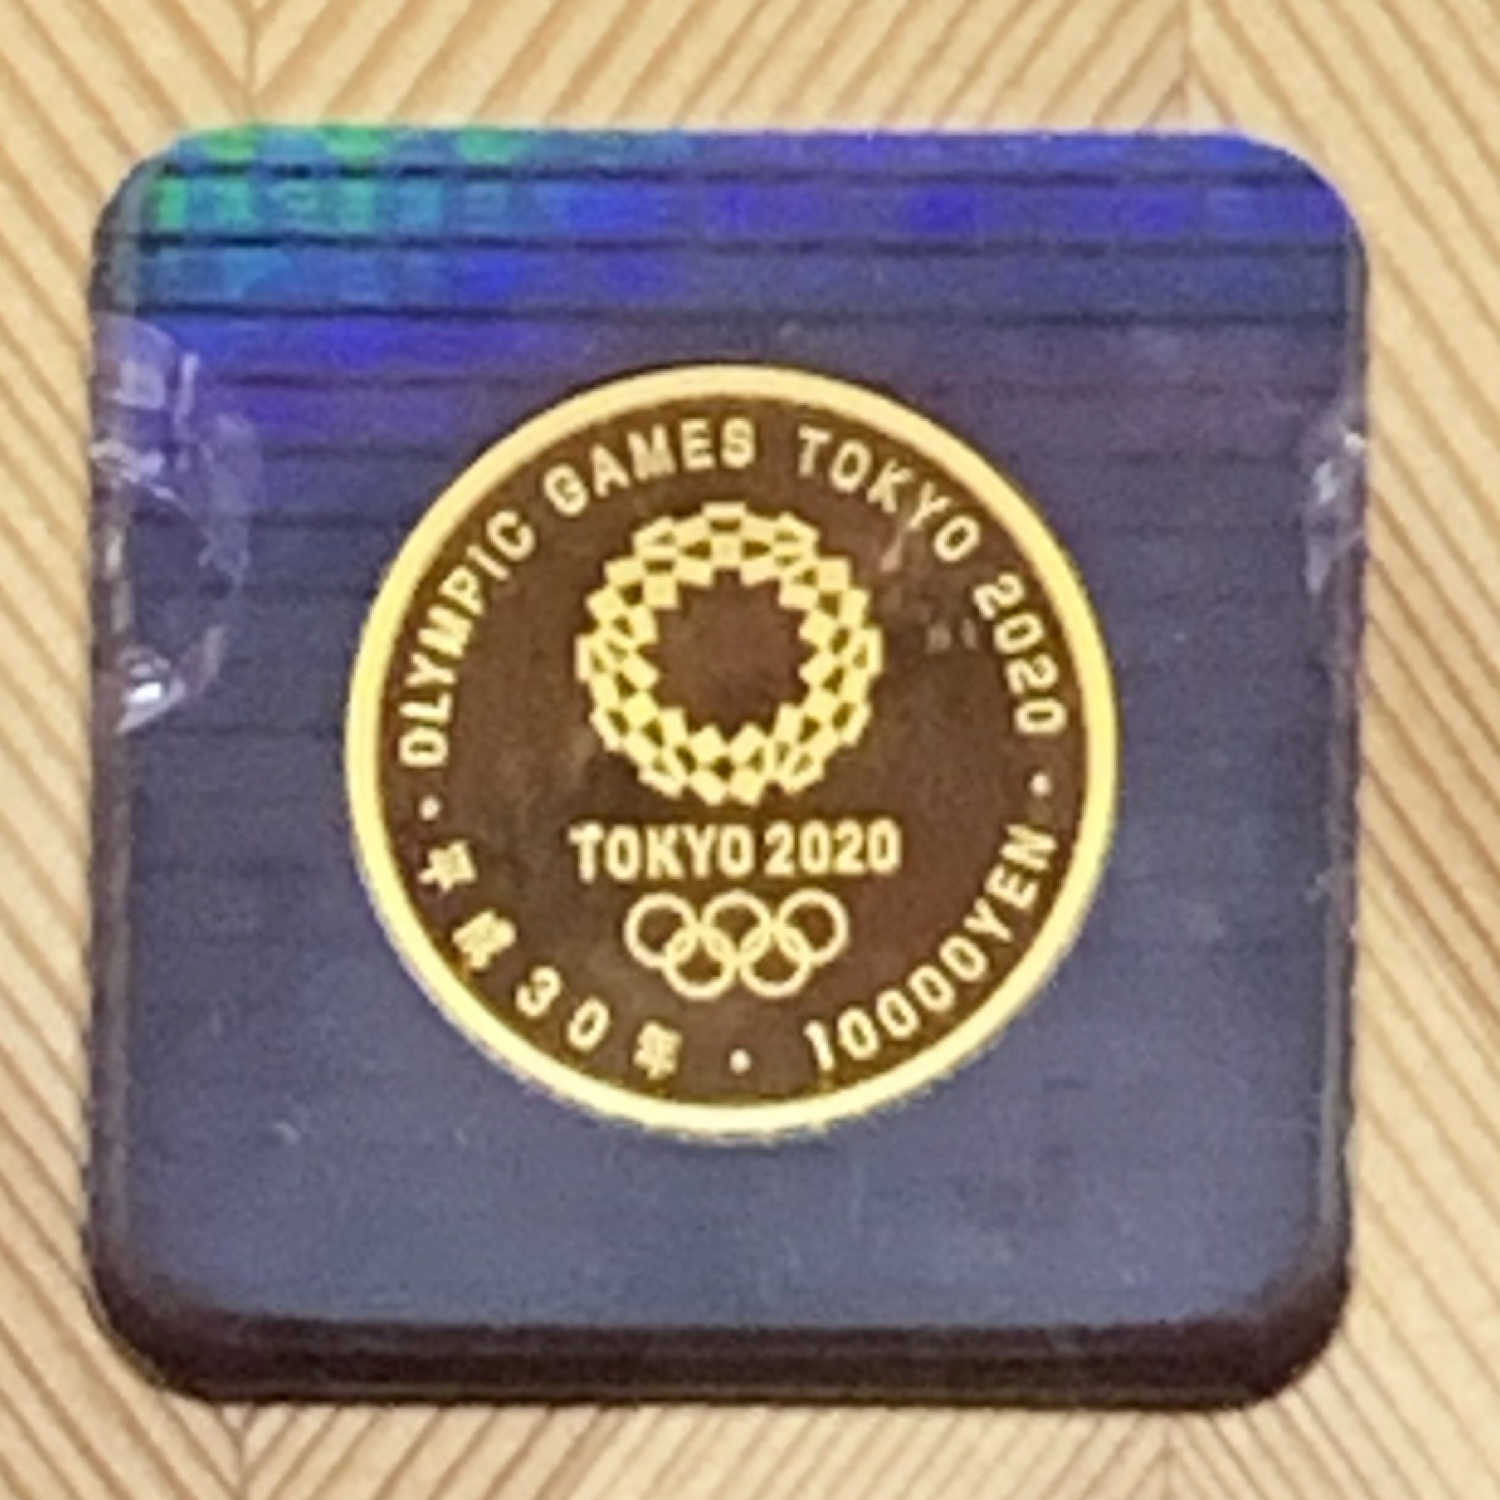 OLYMPIC GAMES TOKYO 2020
TOKYO 2020
・平成30年・10000YEN・